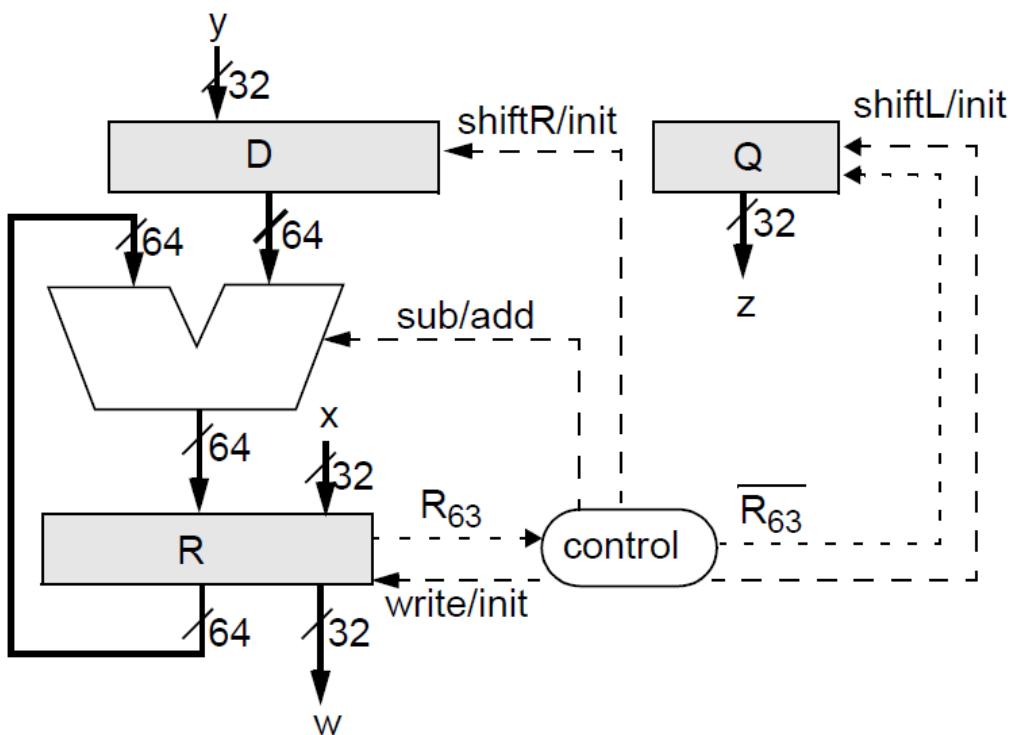 y
32
shiftR/init
shiftL/init
D
Q
64
64
32
sub/add
z
x
64
32
R63
R63
R
control
write/init
64
32
w